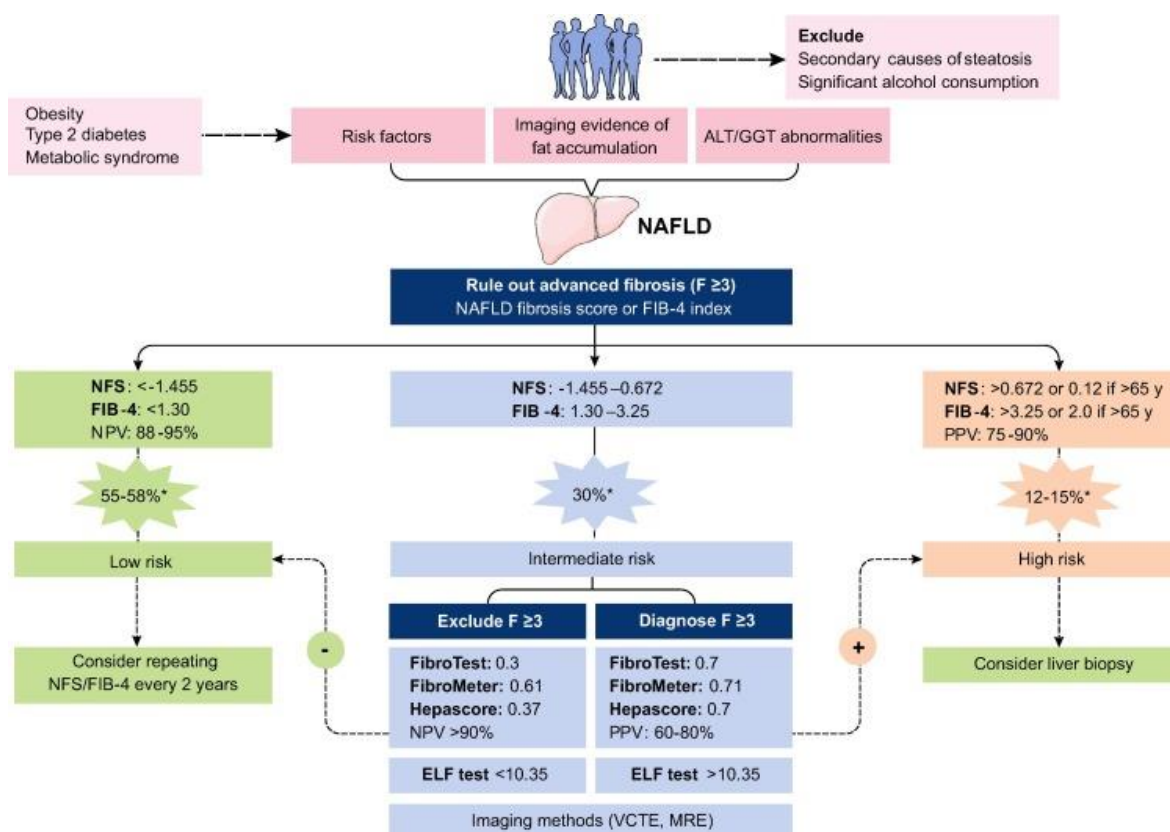 Exclude
Secondary causes of steatosis
Significant alcohol consumption
Obesity
Type 2 diabetes
Metabolic syndrome
Risk factors
Imaging evidence of
fat accumulation
ALT/GGT abnormalities
NAFLD
Rule out advanced fibrosis (F ≥3)
NAFLD fibrosis score or FIB-4 index
NFS: <-1.455
FIB-4: <1.30
NPV: 88-95%
NFS: -1.455–0.672
FIB-4: 1.30–3.25
NFS: >0.672 or 0.12 if >65 y
FIB-4: >3.25 or 2.0 if >65 y
PPV: 75-90%
55-58%*
30%*
12-15%*
Low risk
Intermediate risk
High risk
Exclude F ≥3
Diagnose F ≥3
-
+
Consider repeating
NFS/FIB-4 every 2 years
FibroTest: 0.3
FibroMeter: 0.61
Hepascore: 0.37
NPV >90%
FibroTest: 0.7
FibroMeter: 0.71
Hepascore: 0.7
PPV: 60-80%
Consider liver biopsy
ELF test <10.35
ELF test >10.35
Imaging methods (VCTE, MRE)